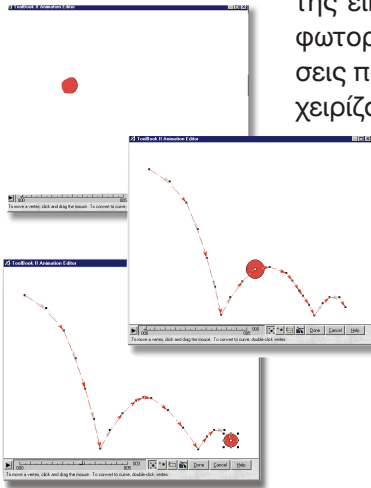 της ει
φωτορ
σεις π
χειρίζο
ToolBook II Animation Editor
000
005
To move a vertex, click and drag the mouse. To convert to curve
ToolBook II Animation Editor
000
005
000
Done
Cancel
Help
To move a vertex, click and drag the mouse. To convert to curve, double-click vertex.
ToolBook II Animation Editor
000
005
003
Done
Cancel
Help
To move a vertex, click and drag the mouse. To convert to curve, double-click vertex.